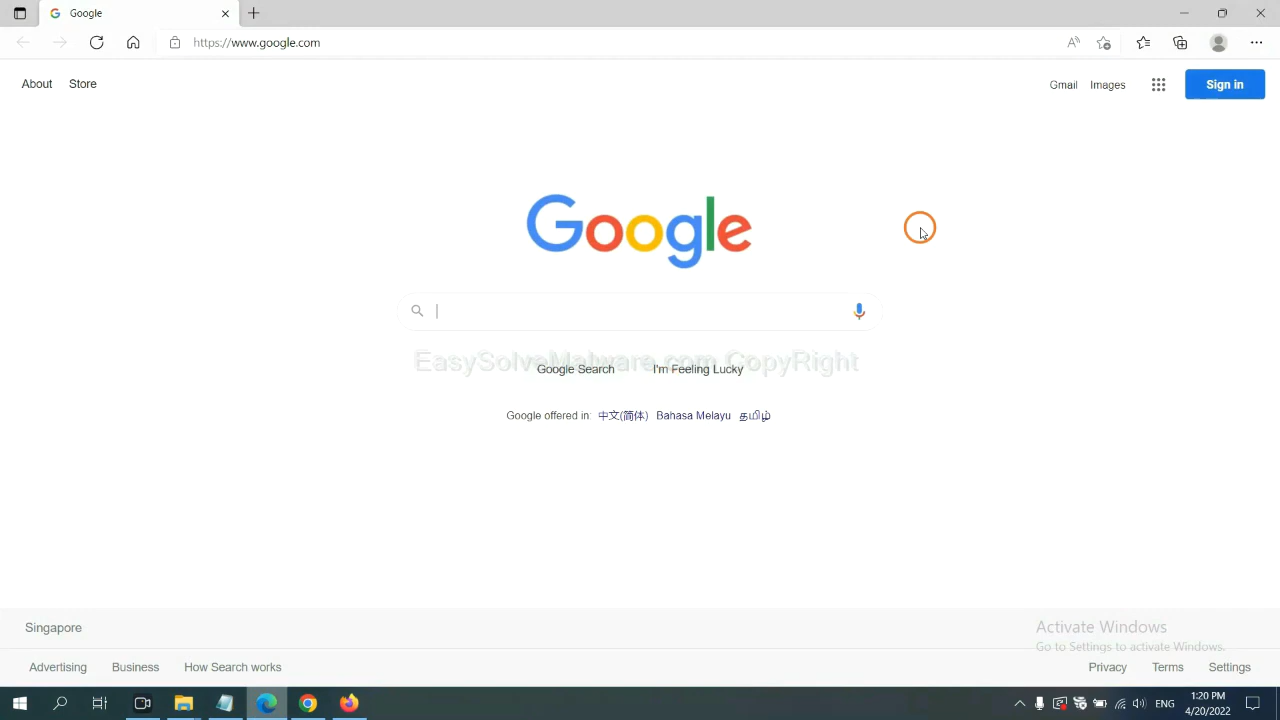 Google
https://www.google.com
About Store
Gmail Images Sign in
Google
EasySolveMalware.com CopyRight
Google Search I'm Feeling Lucky
Google offered in: 中文(简体) Bahasa Melayu தமிழ்
Singapore
Activate Windows
Go to Settings to activate Windows.
Advertising Business How Search works
Privacy Terms Settings
ENG
1:20 PM
4/20/2022